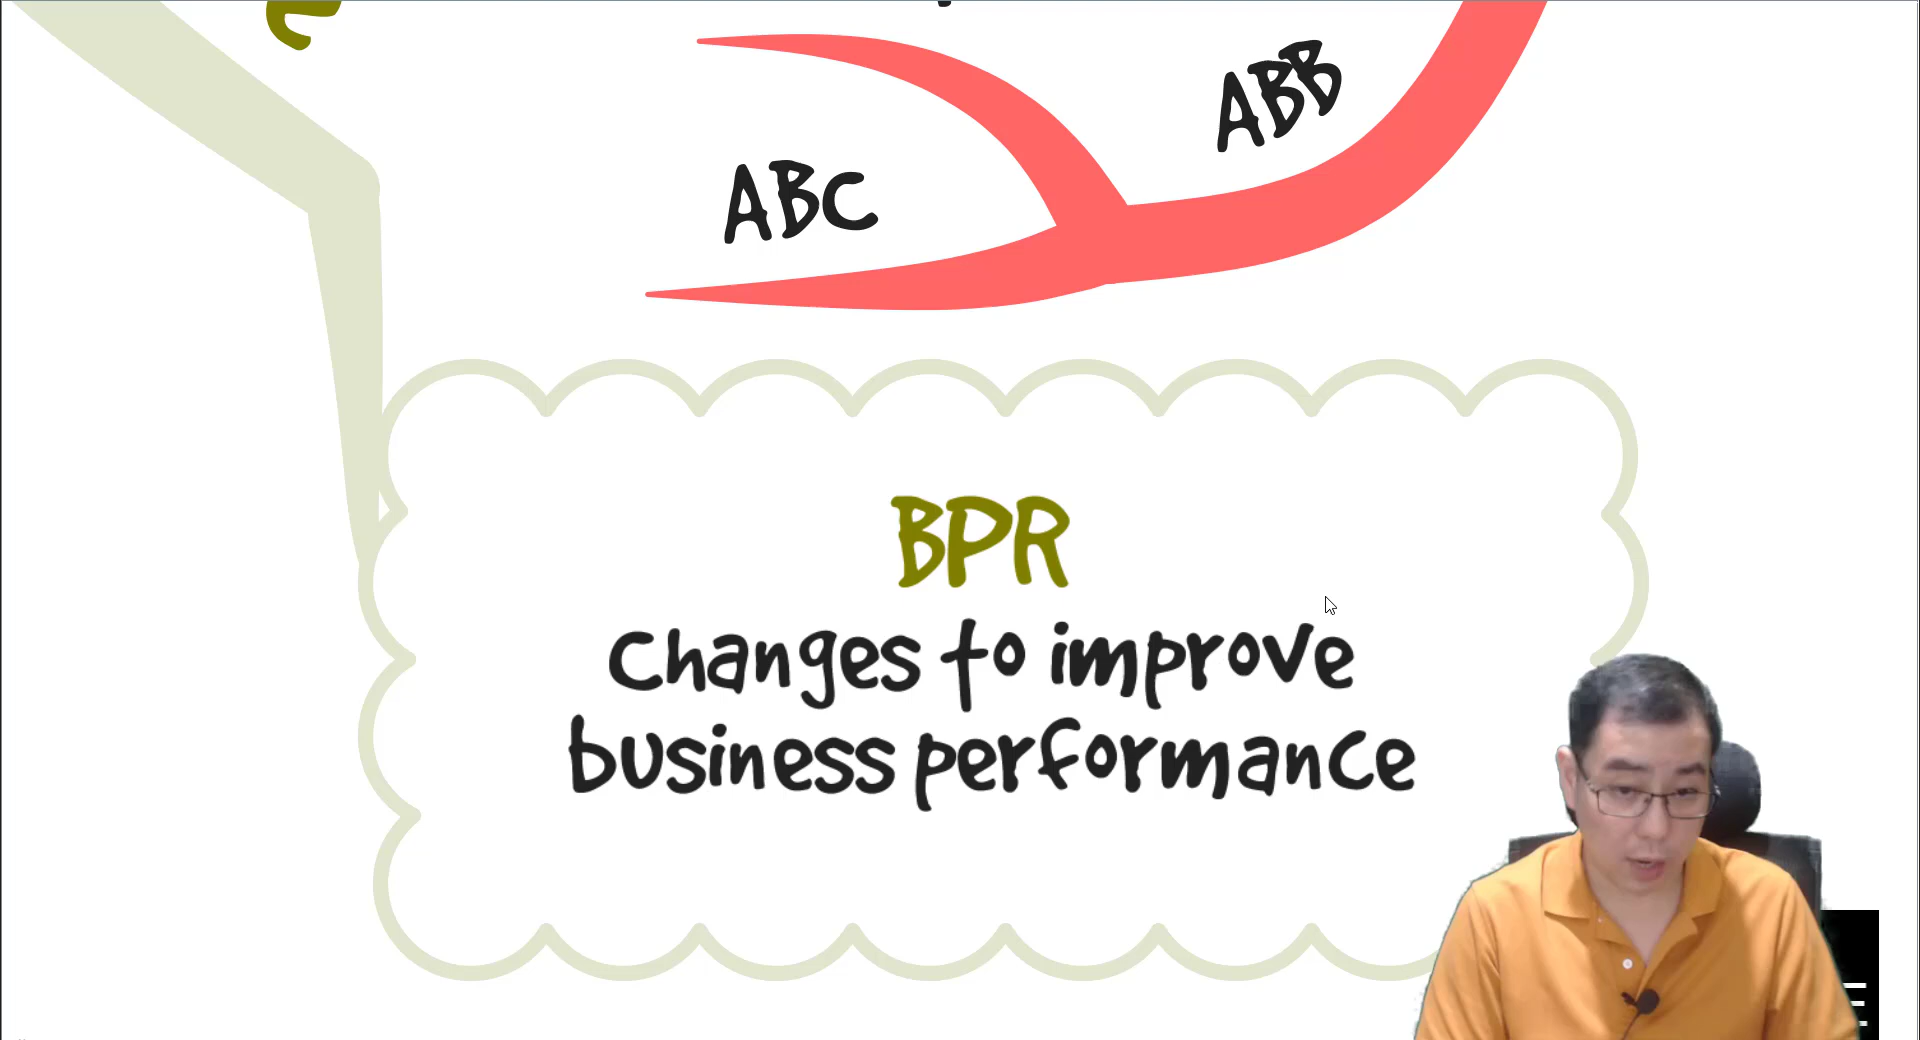 ABB
ABC
BPR
Changes to improve
business performance